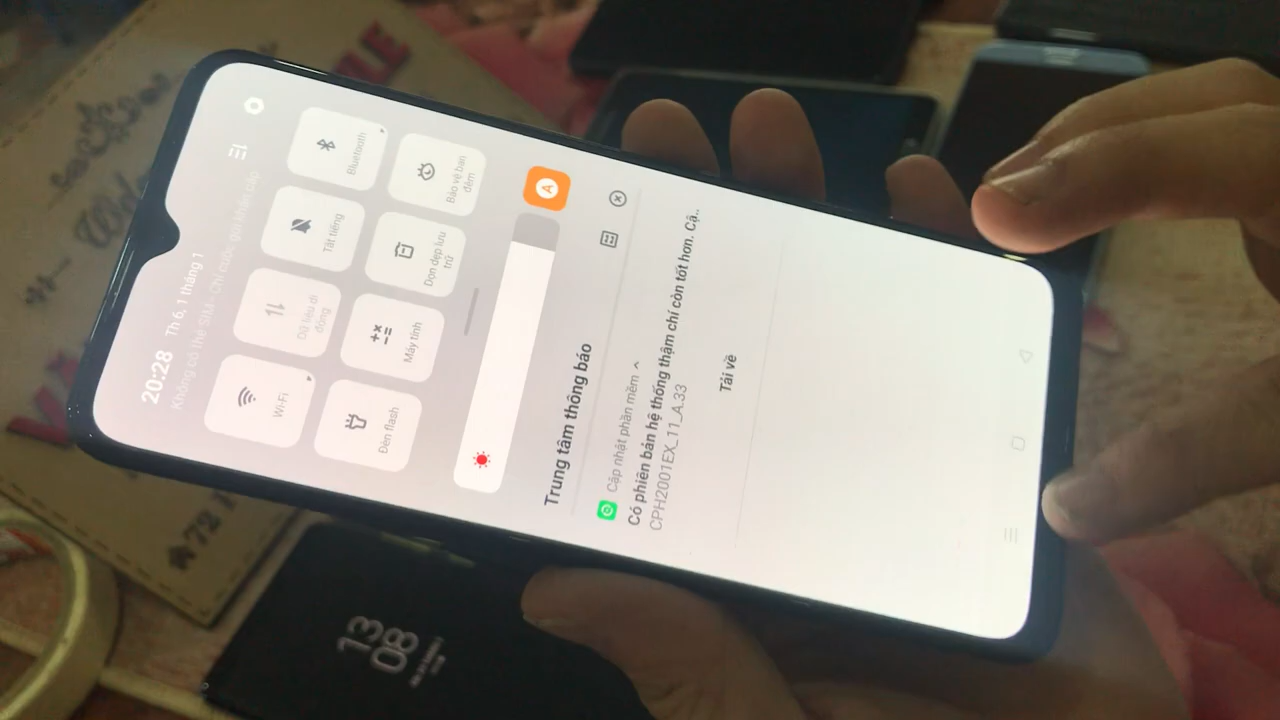 20:28 Th 6, 1 tháng 1
Không có thẻ SIM - Chỉ cuộc gọi khẩn cấp
Wi-Fi
Dữ liệu di động
Tắt tiếng
Bluetooth
Đèn flash
Máy tính
Dọn dẹp lưu trữ
Bảo vệ ban đêm
A
Trung tâm thông báo
Cập nhật phần mềm
Có phiên bản hệ thống thậm chí còn tốt hơn. Cậ..
CPH2001EX_11_A.33
Tải về
13
08
72